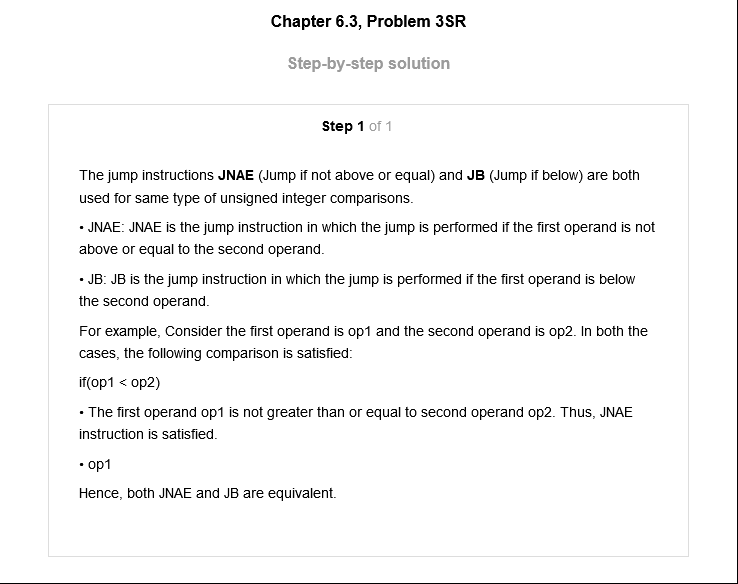 Chapter 6.3, Problem 3SR
Step-by-step solution
Step 1 of 1
The jump instructions JNAE (Jump if not above or equal) and JB (Jump if below) are both
used for same type of unsigned integer comparisons.
• JNAE: JNAE is the jump instruction in which the jump is performed if the first operand is not
above or equal to the second operand.
• JB: JB is the jump instruction in which the jump is performed if the first operand is below
the second operand.
For example, Consider the first operand is op1 and the second operand is op2. In both the
cases, the following comparison is satisfied:
if(op1 < op2)
• The first operand op1 is not greater than or equal to second operand op2. Thus, JNAE
instruction is satisfied.
• op1
Hence, both JNAE and JB are equivalent.